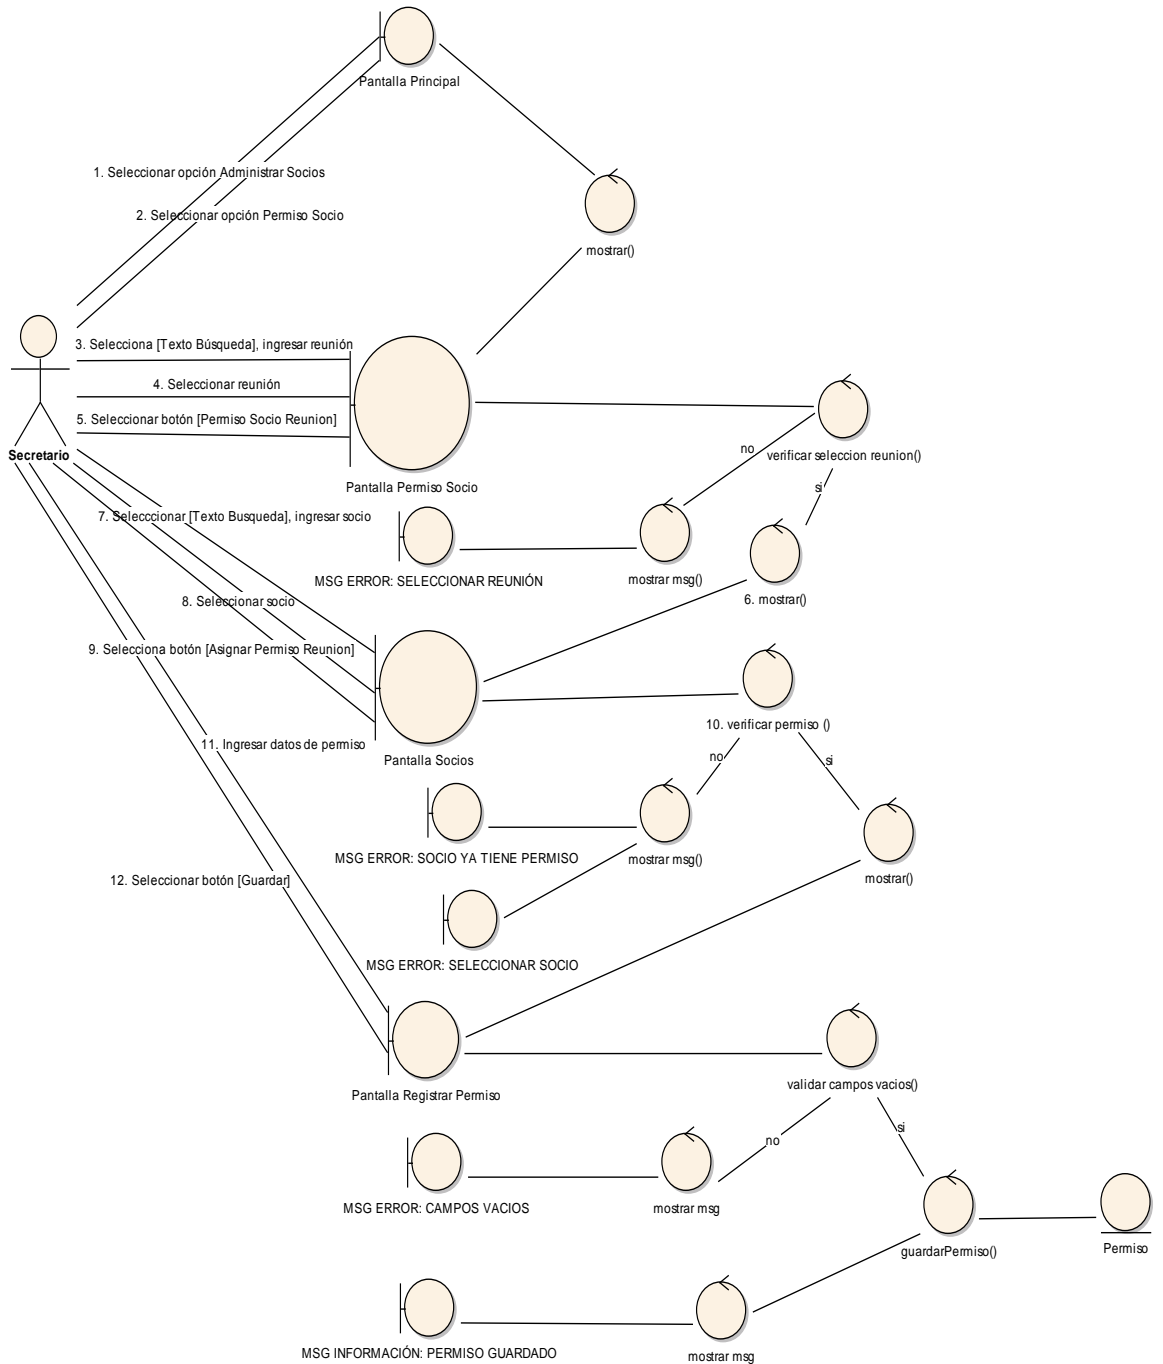 Pantalla Principal
1. Seleccionar opción Administrar Socios
2. Seleccionar opción Permiso Socio
mostrar()
3. Selecciona [Texto Búsqueda], ingresar reunión
4. Seleccionar reunión
5. Seleccionar botón [Permiso Socio Reunion]
Secretario
no
verificar seleccion reunion()
si
Pantalla Permiso Socio
7. Selecccionar [Texto Busqueda], ingresar socio
MSG ERROR: SELECCIONAR REUNIÓN
mostrar msg()
6. mostrar()
8. Seleccionar socio
9. Selecciona botón [Asignar Permiso Reunion]
10. verificar permiso ()
11. Ingresar datos de permiso
Pantalla Socios
no
si
MSG ERROR: SOCIO YA TIENE PERMISO
mostrar msg()
mostrar()
12. Seleccionar botón [Guardar]
MSG ERROR: SELECCIONAR SOCIO
Pantalla Registrar Permiso
validar campos vacios()
no
si
MSG ERROR: CAMPOS VACIOS
mostrar msg
guardarPermiso()
Permiso
MSG INFORMACIÓN: PERMISO GUARDADO
mostrar msg